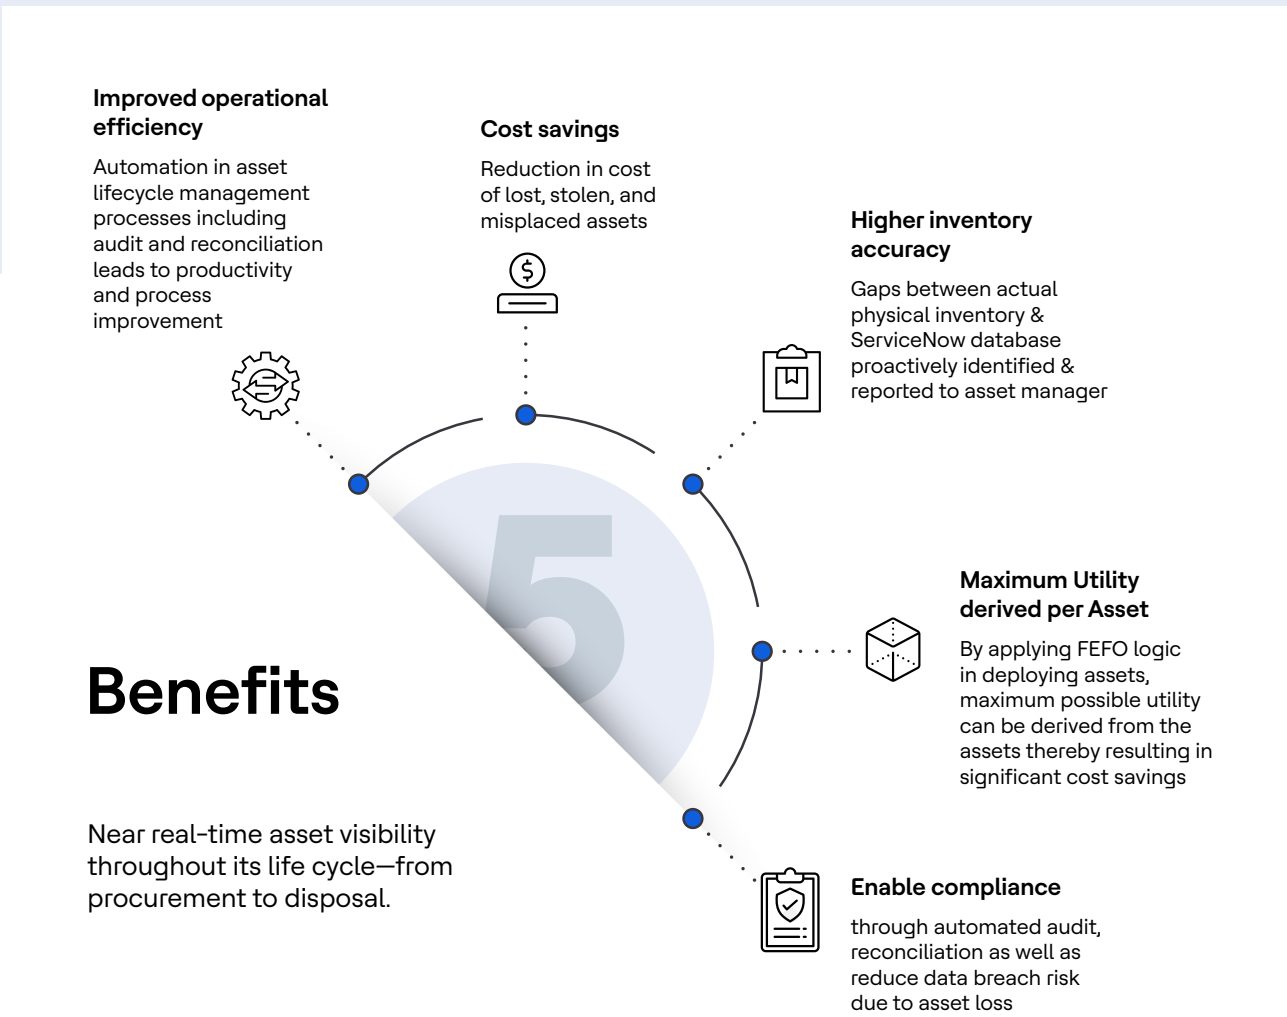 Improved operational
efficiency
Automation in asset
lifecycle management
processes including
audit and reconciliation
leads to productivity
and process
improvement
Cost savings
Reduction in cost
of lost, stolen, and
misplaced assets
$
Higher inventory
accuracy
Gaps between actual
physical inventory &
ServiceNow database
proactively identified &
reported to asset manager
5
Benefits
Near real-time asset visibility
throughout its life cycle—from
procurement to disposal.
Maximum Utility
derived per Asset
By applying FEFO logic
in deploying assets,
maximum possible utility
can be derived from the
assets thereby resulting in
significant cost savings
Enable compliance
through automated audit,
reconciliation as well as
reduce data breach risk
due to asset loss